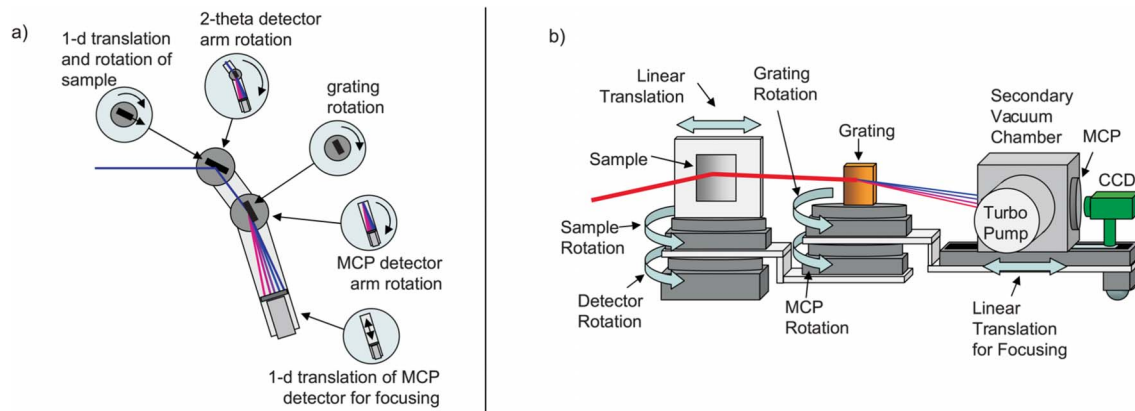 a)
1-d translation
and rotation of
sample
2-theta detector
arm rotation
grating
rotation
MCP detector
arm rotation
1-d translation of MCP
detector for focusing
b)
Linear
Translation
Grating
Rotation
Secondary
Vacuum
Chamber
MCP
Grating
Sample
CCD
Turbo
Pump
Sample
Rotation
Detector
Rotation
MCP
Rotation
Linear
Translation
for Focusing